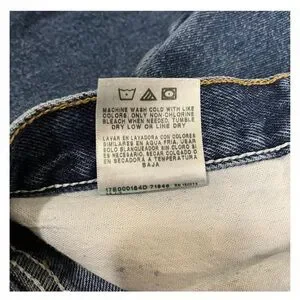 MACHINE WASH COLD WITH LIKE
COLORS, ONLY NON CHLORINE
BLEACH WHEN NEEDED, TUMBLE
DRY LOW OR LINE DRY
LAVAR EN LAVADORA CON COLORES
SIMILARES EN AGUA FRIA. USAR
SOLO BLANQUEADOR SIN CLORO SI
ES NECESARIO, SECAR COLGADO O
EN SECADORA A TEMPERATURA
BAJA